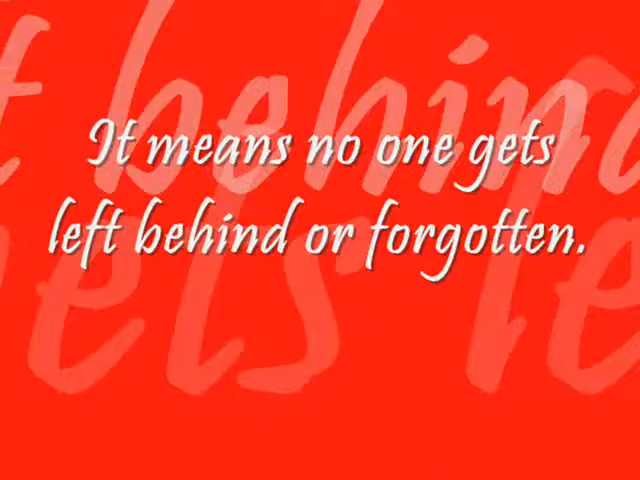 It means no one gets
left behind or forgotten.